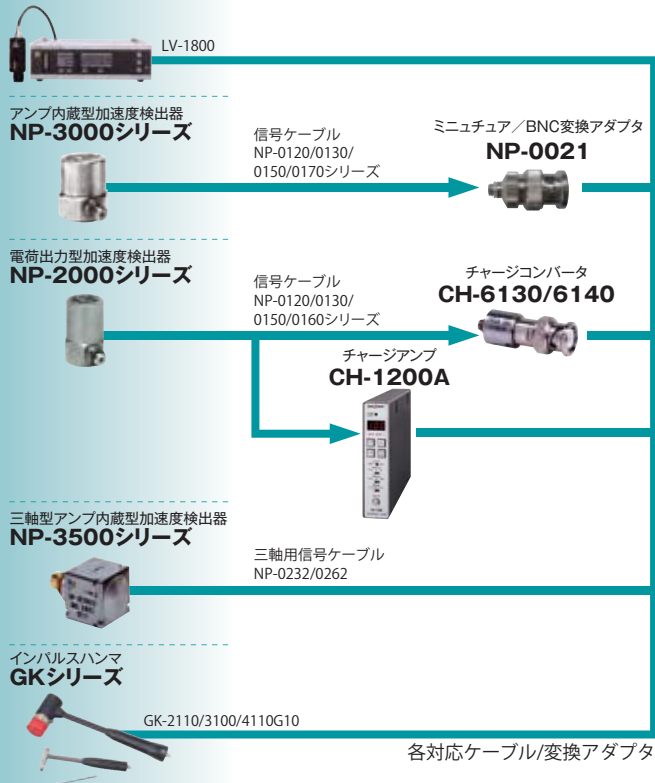 LV-1800
アンプ内蔵型加速度検出器
NP-3000シリーズ
信号ケーブル
NP-0120/0130/
0150/0170シリーズ
ミニュチュア／BNC変換アダプタ
NP-0021
電荷出力型加速度検出器
NP-2000シリーズ
信号ケーブル
NP-0120/0130/
0150/0160シリーズ
チャージコンバータ
CH-6130/6140
チャージアンプ
CH-1200A
三軸型アンプ内蔵型加速度検出器
NP-3500シリーズ
三軸用信号ケーブル
NP-0232/0262
インパルスハンマ
GKシリーズ
GK-2110/3100/4110G10
各対応ケーブル/変換アダプタ